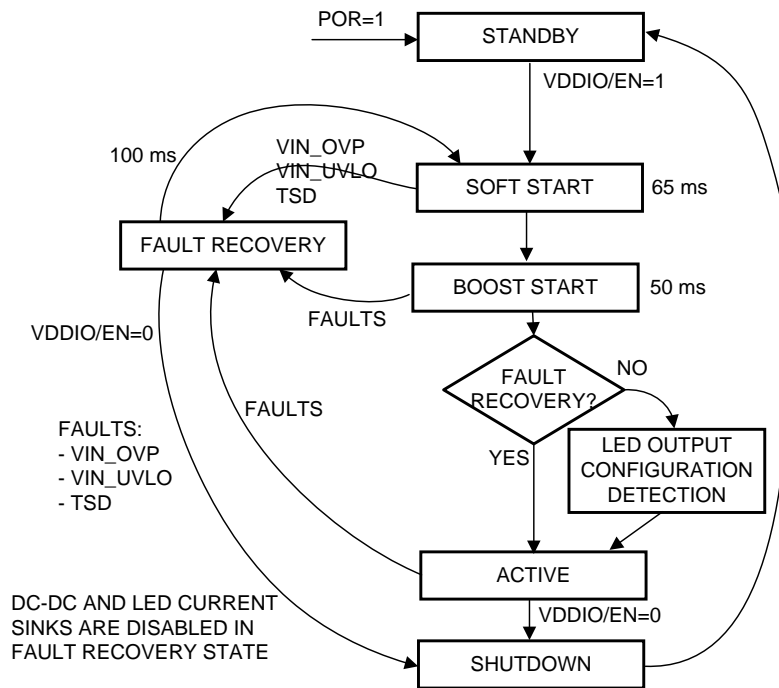 POR=1
STANDBY
VDDIO/EN=1
100 ms
VIN_OVP
VIN_UVLO
TSD
SOFT START
65 ms
FAULT RECOVERY
BOOST START
50 ms
FAULTS
VDDIO/EN=0
FAULT
RECOVERY?
NO
YES
FAULTS
LED OUTPUT
CONFIGURATION
DETECTION
FAULTS:
- VIN_OVP
- VIN_UVLO
- TSD
ACTIVE
VDDIO/EN=0
DC-DC AND LED CURRENT
SINKS ARE DISABLED IN
FAULT RECOVERY STATE
SHUTDOWN